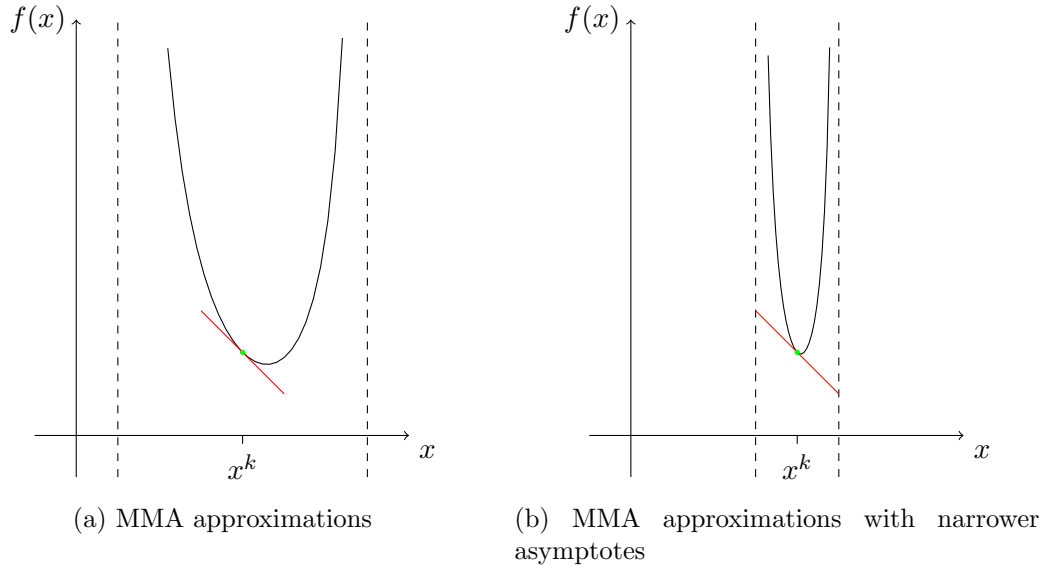 f(x)
x
x^k
(a) MMA approximations
f(x)
x
x^k
(b) MMA approximations with narrower
asymptotes